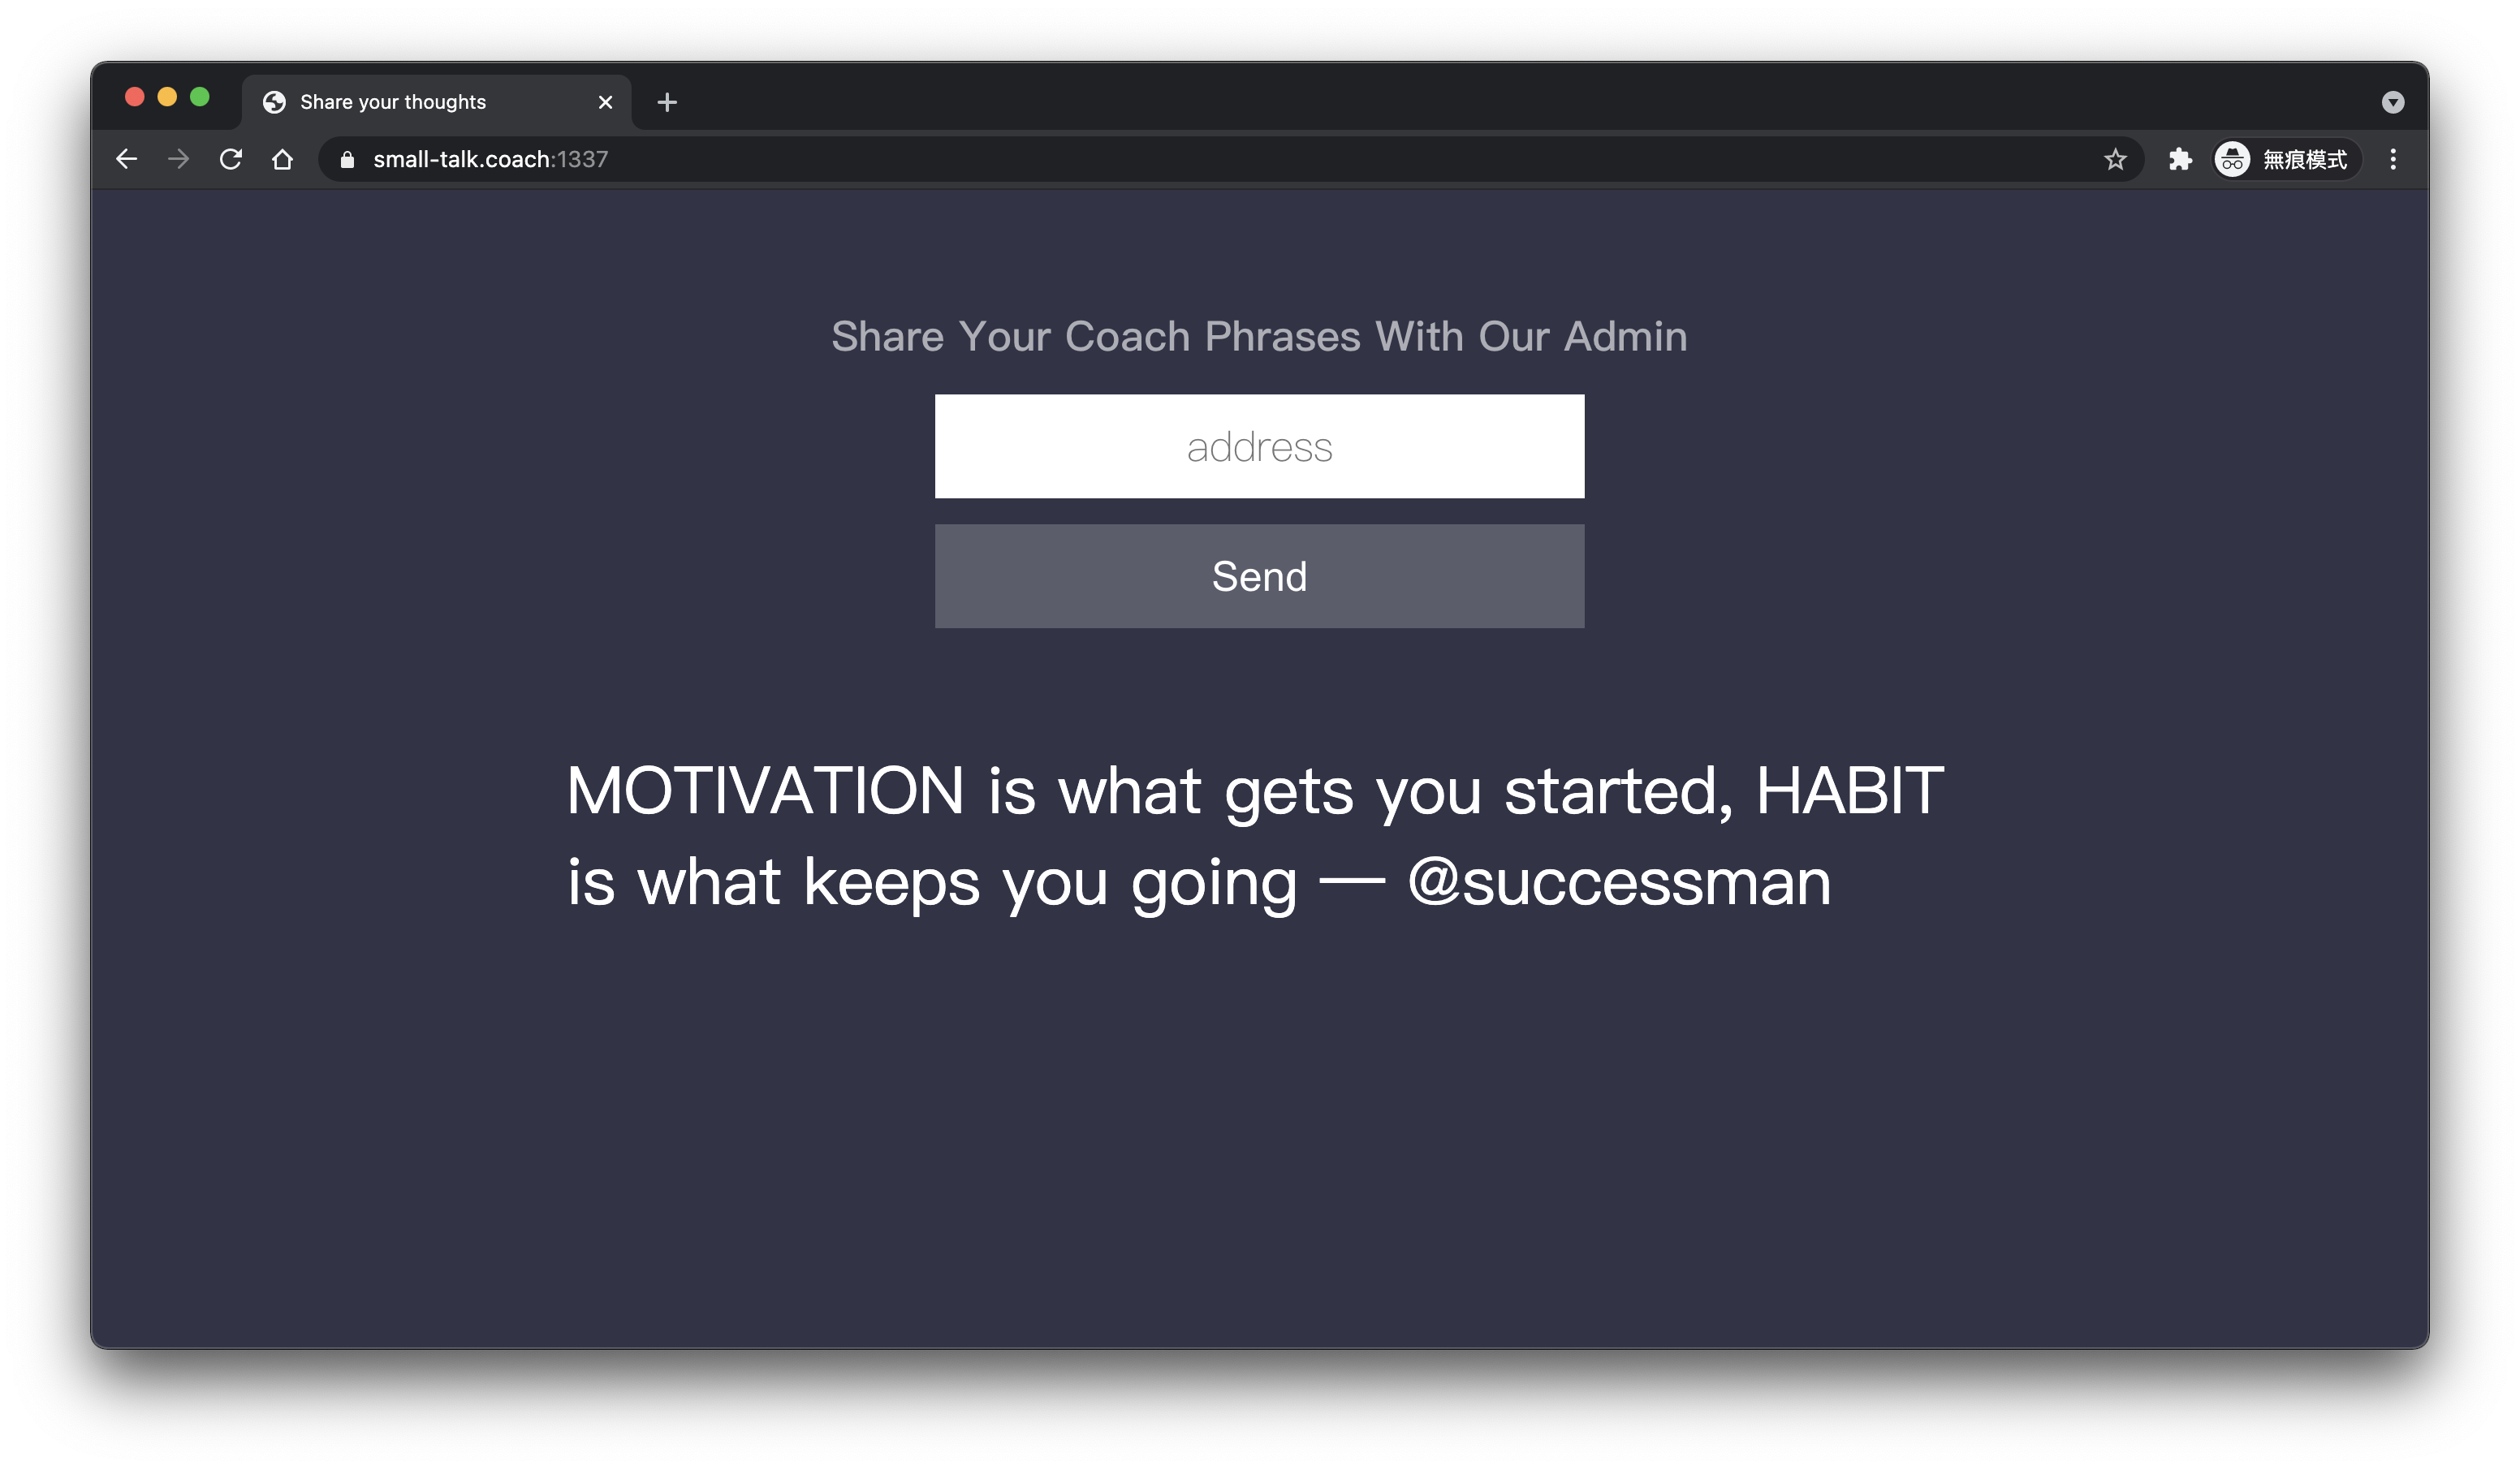 Share your thoughts
small-talk.coach:1337
無痕模式
Share Your Coach Phrases With Our Admin
address
Send
MOTIVATION is what gets you started, HABIT
is what keeps you going — @successman